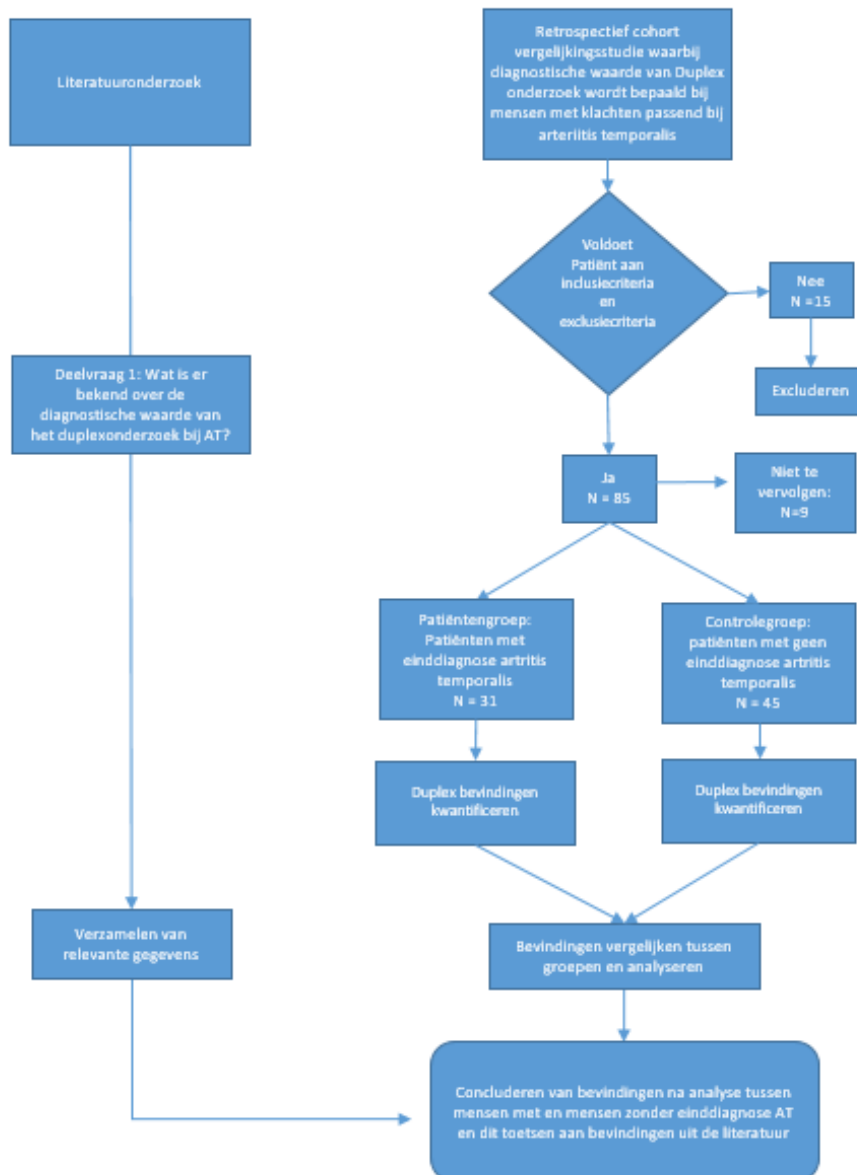 Literatuuronderzoek
Deelvraag 1: Wat is er
bekend over de
diagnostische waarde van
het duplexonderzoek bij AT?
Verzamelen van
relevante gegevens
Retrospectief cohort
vergelijkingsstudie waarbij
diagnostische waarde van Duplex
onderzoek wordt bepaald bij
mensen met klachten passend bij
arteriitis temporalis
Voldoet
Patiënt aan
inclusiecriteria
en
exclusiecriteria
Nee
N =15
Excluderen
Ja
N = 85
Niet te
vervolgen:
N=9
Patiëntengroep:
Patiënten met
einddiagnose artritis
temporalis
N = 31
Controlegroep:
patiënten met geen
einddiagnose artritis
temporalis
N = 45
Duplex bevindingen
kwantificeren
Duplex bevindingen
kwantificeren
Bevindingen vergelijken tussen
groepen en analyseren
Concluderen van bevindingen na analyse tussen
mensen met en mensen zonder einddiagnose AT
en dit toetsen aan bevindingen uit de literatuur